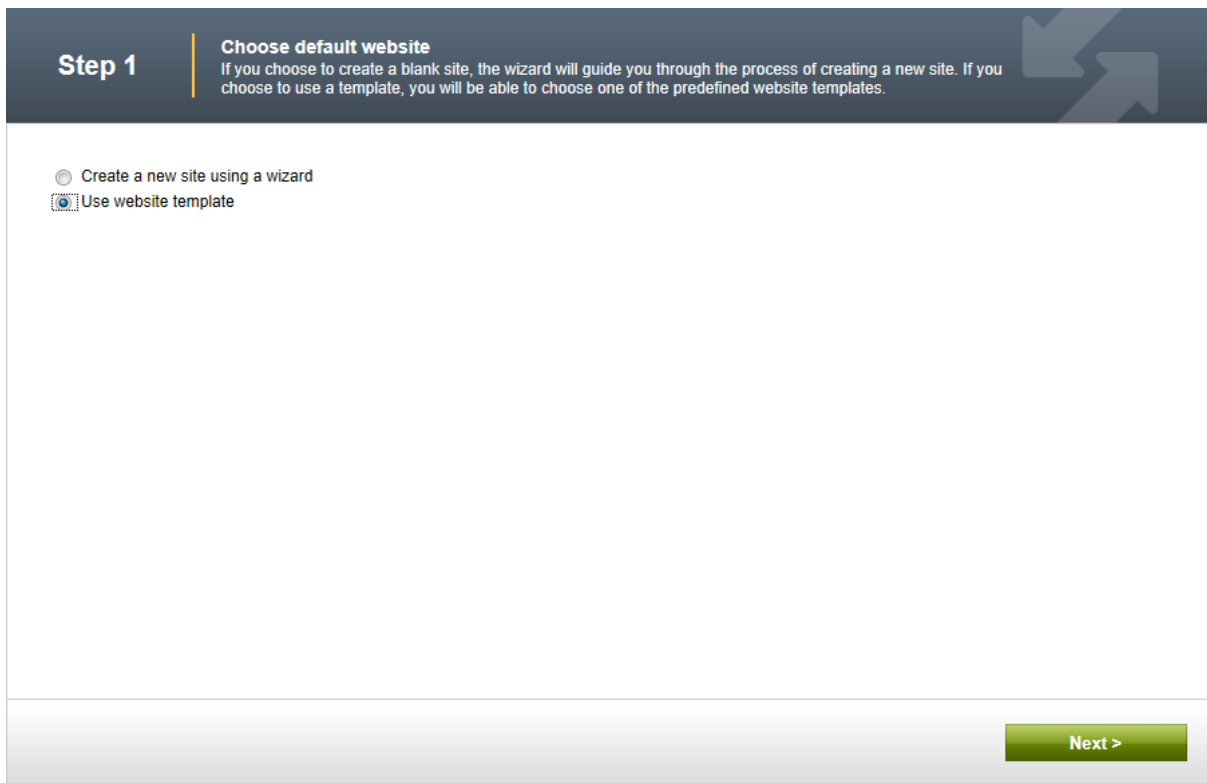 Step 1
Choose default website
If you choose to create a blank site, the wizard will guide you through the process of creating a new site. If you
choose to use a template, you will be able to choose one of the predefined website templates.
Create a new site using a wizard
Use website template
Next >